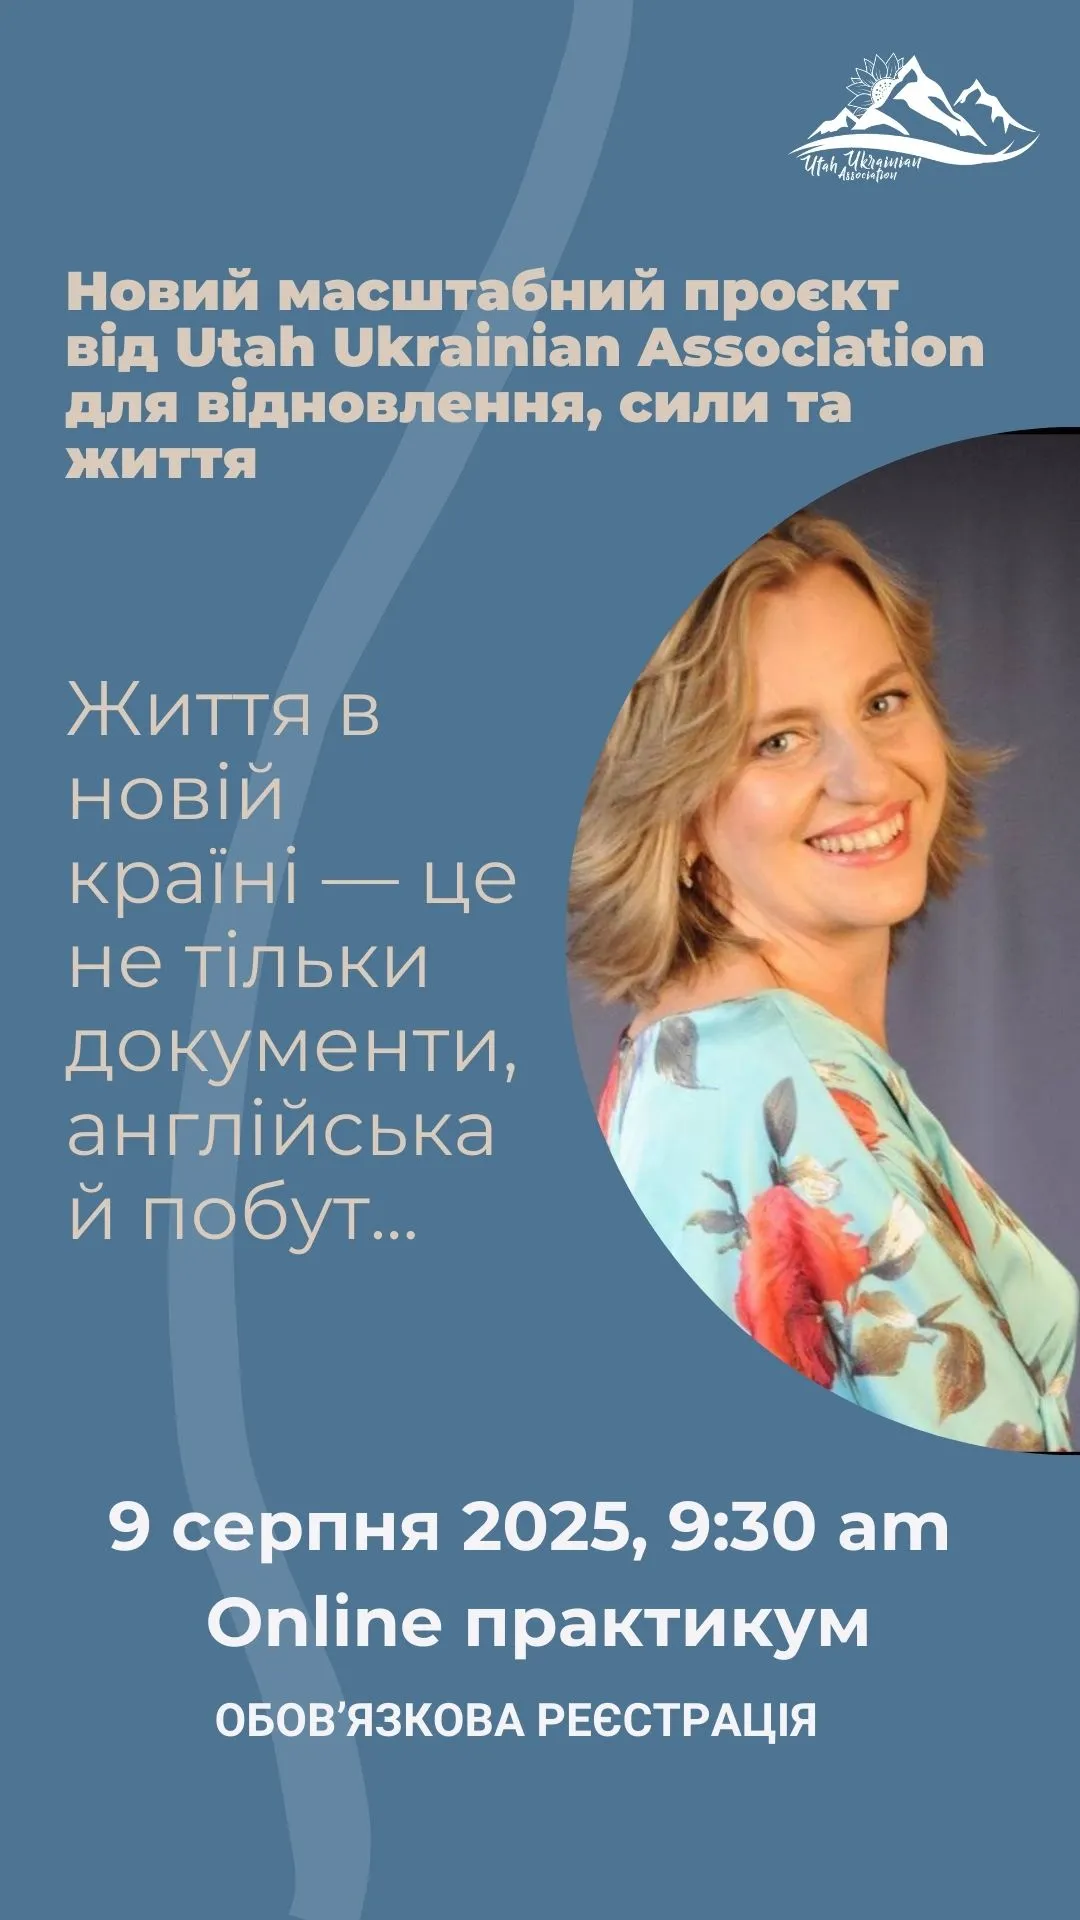 Utah Ukrainian
Association
Новий масштабний проєкт
від Utah Ukrainian Association
для відновлення, сили та
життя
Життя в
новій
країні — це
не тільки
документи,
англійська
й побут...
9 серпня 2025, 9:30 am
Online практикум
ОБОВ’ЯЗКОВА РЕЄСТРАЦІЯ